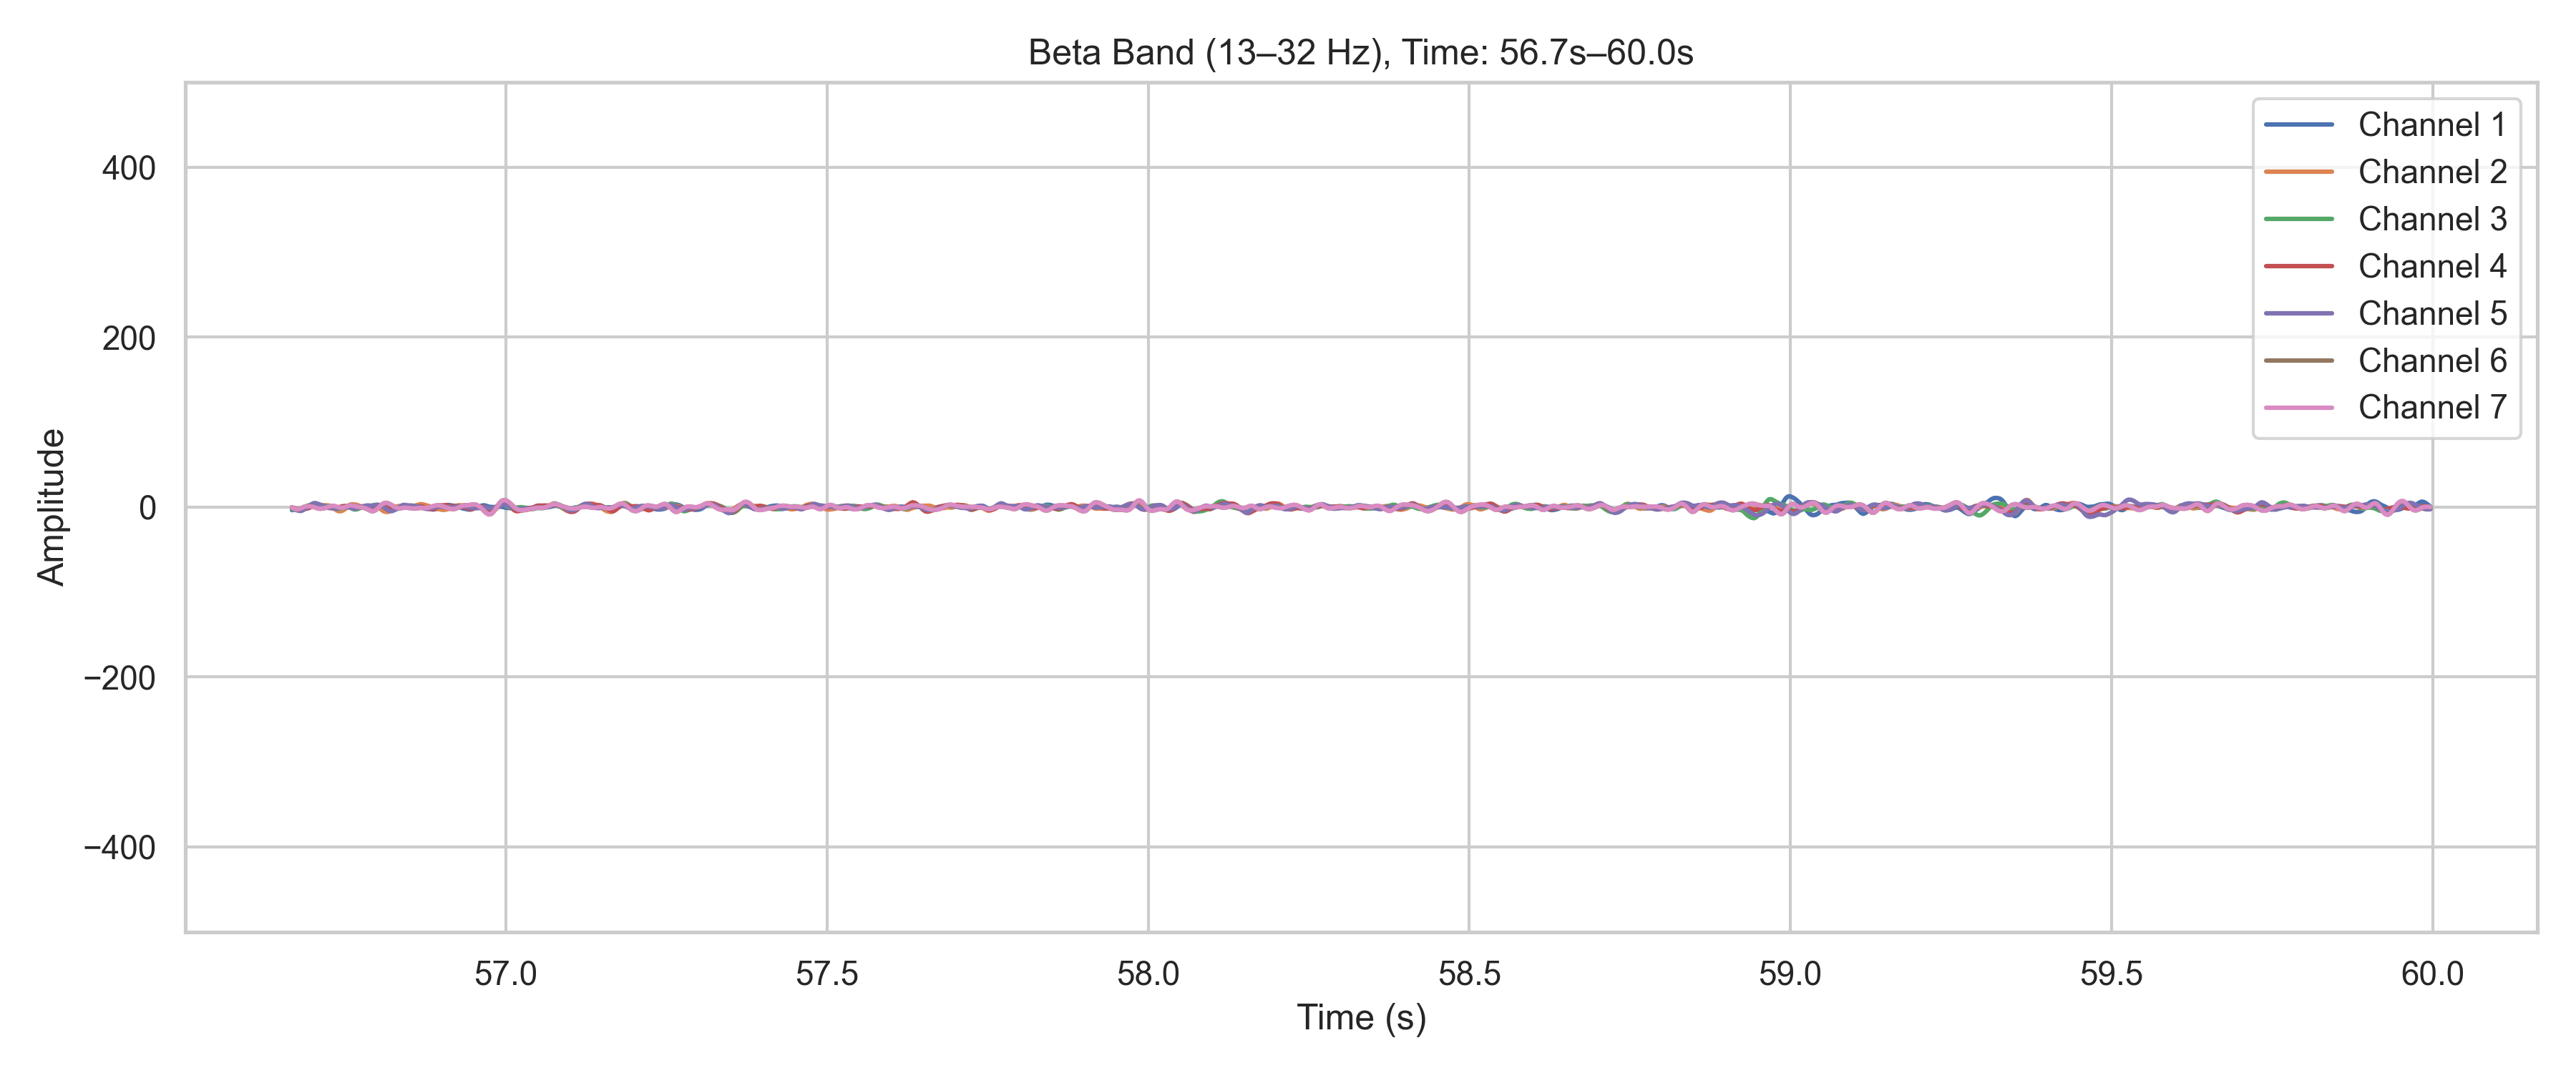 Beta Band (13–32 Hz), Time: 56.7s–60.0s
Channel 1
Channel 2
Channel 3
Channel 4
Channel 5
Channel 6
Channel 7
Amplitude
400
200
0
−200
−400
57.0 57.5 58.0 58.5 59.0 59.5 60.0
Time (s)